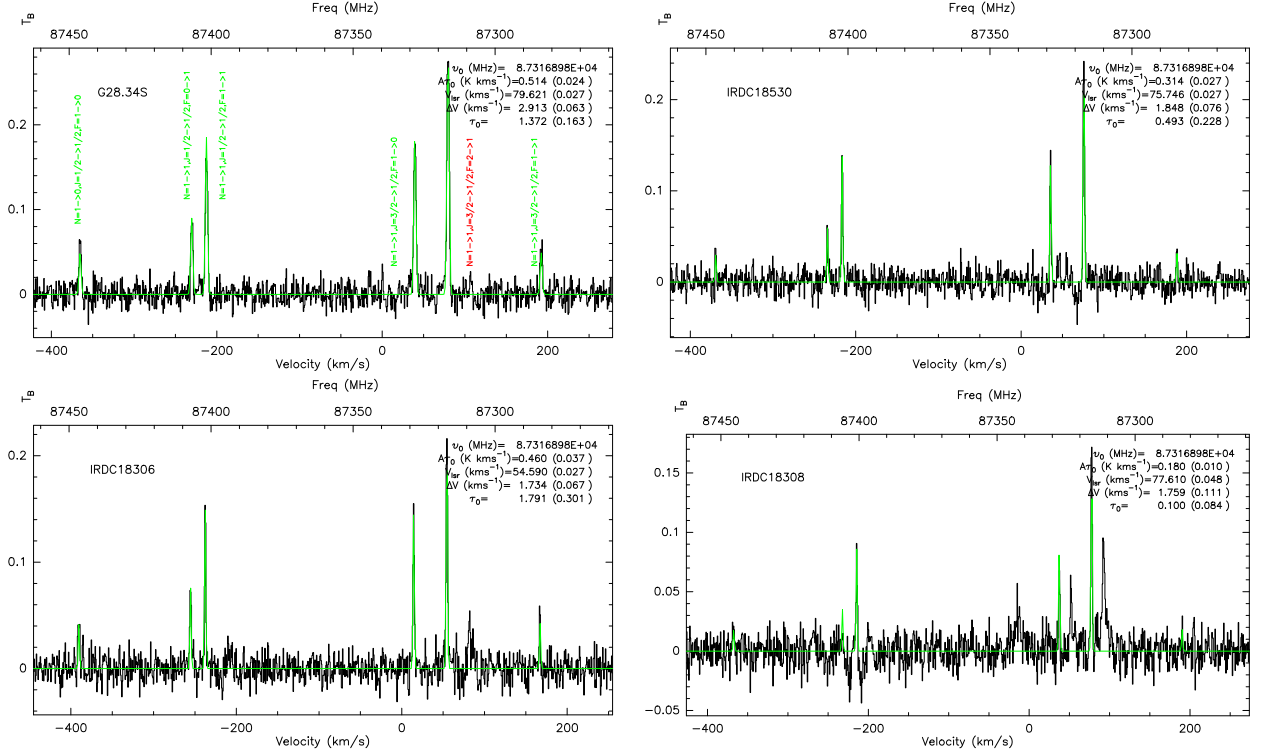 Freq (MHz)
87450 87400 87350 87300
T_B
G28.34S
υ₀ (MHz)= 8.7316898E+04
Aτ₀ (K kms⁻¹)=0.514 (0.024 )
V_lsr (kms⁻¹)=79.621 (0.027 )
ΔV (kms⁻¹)= 2.913 (0.063 )
τ₀= 1.372 (0.163 )
N=1->0,J=1/2->1/2,F=1->0
N=1->1,J=1/2->1/2,F=0->1
N=1->1,J=1/2->1/2,F=1->1
N=1->1,J=3/2->1/2,F=1->0
N=1->1,J=3/2->1/2,F=2->1
N=1->1,J=3/2->1/2,F=1->1
0.2
0.1
0
−400 −200 0 200
Velocity (km/s)
Freq (MHz)
87450 87400 87350 87300
T_B
IRDC18530
υ₀ (MHz)= 8.7316898E+04
Aτ₀ (K kms⁻¹)=0.314 (0.027 )
V_lsr (kms⁻¹)=75.746 (0.027 )
ΔV (kms⁻¹)= 1.848 (0.076 )
τ₀= 0.493 (0.228 )
0.2
0.1
0
−400 −200 0 200
Velocity (km/s)
Freq (MHz)
87450 87400 87350 87300
T_B
IRDC18306
υ₀ (MHz)= 8.7316898E+04
Aτ₀ (K kms⁻¹)=0.460 (0.037 )
V_lsr (kms⁻¹)=54.590 (0.027 )
ΔV (kms⁻¹)= 1.734 (0.067 )
τ₀= 1.791 (0.301 )
0.2
0.1
0
−400 −200 0 200
Velocity (km/s)
Freq (MHz)
87450 87400 87350 87300
T_B
IRDC18308
υ₀ (MHz)= 8.7316898E+04
Aτ₀ (K kms⁻¹)=0.180 (0.010 )
V_lsr (kms⁻¹)=77.610 (0.048 )
ΔV (kms⁻¹)= 1.759 (0.111 )
τ₀= 0.100 (0.084 )
0.15
0.1
0.05
0
−0.05
−400 −200 0 200
Velocity (km/s)